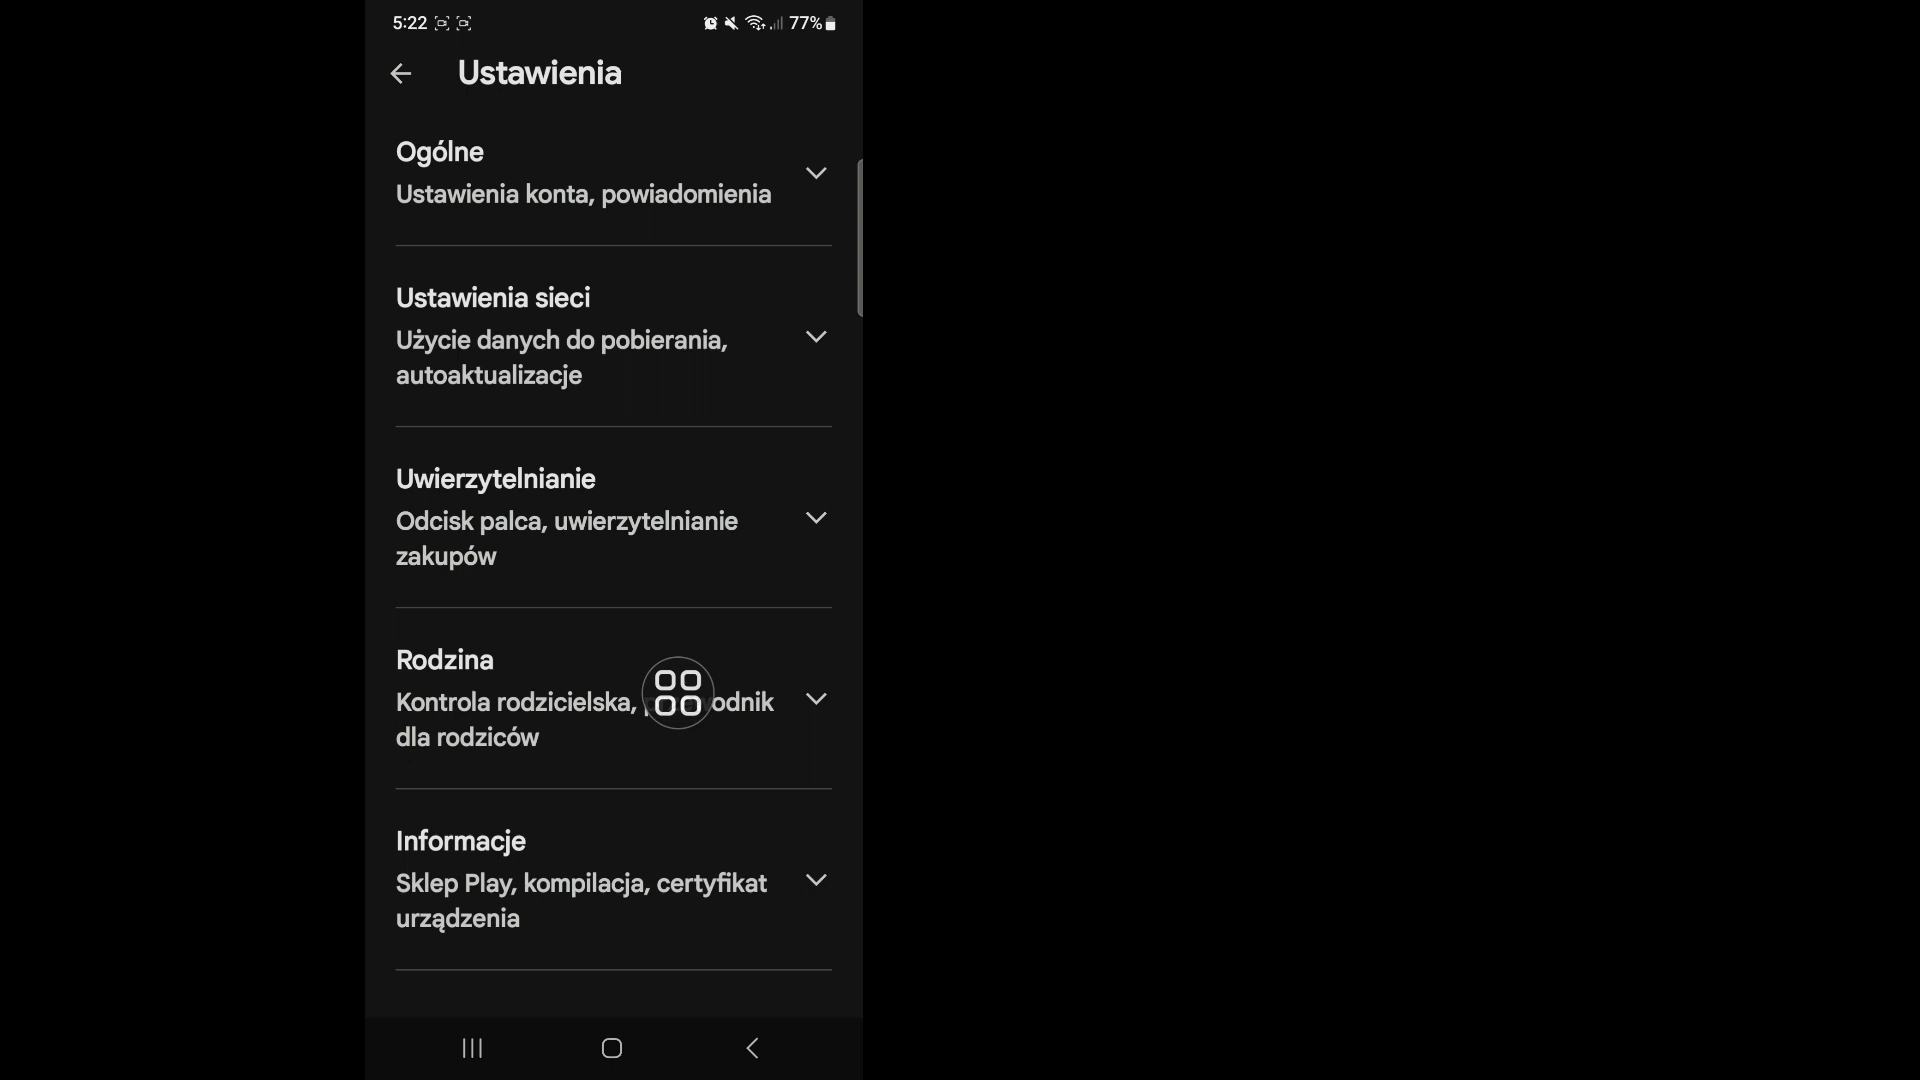 5:22
77%
Ustawienia
Ogólne
Ustawienia konta, powiadomienia
Ustawienia sieci
Użycie danych do pobierania,
autoaktualizacje
Uwierzytelnianie
Odcisk palca, uwierzytelnianie
zakupów
Rodzina
Kontrola rodzicielska, odnik
dla rodziców
Informacje
Sklep Play, kompilacja, certyfikat
urządzenia